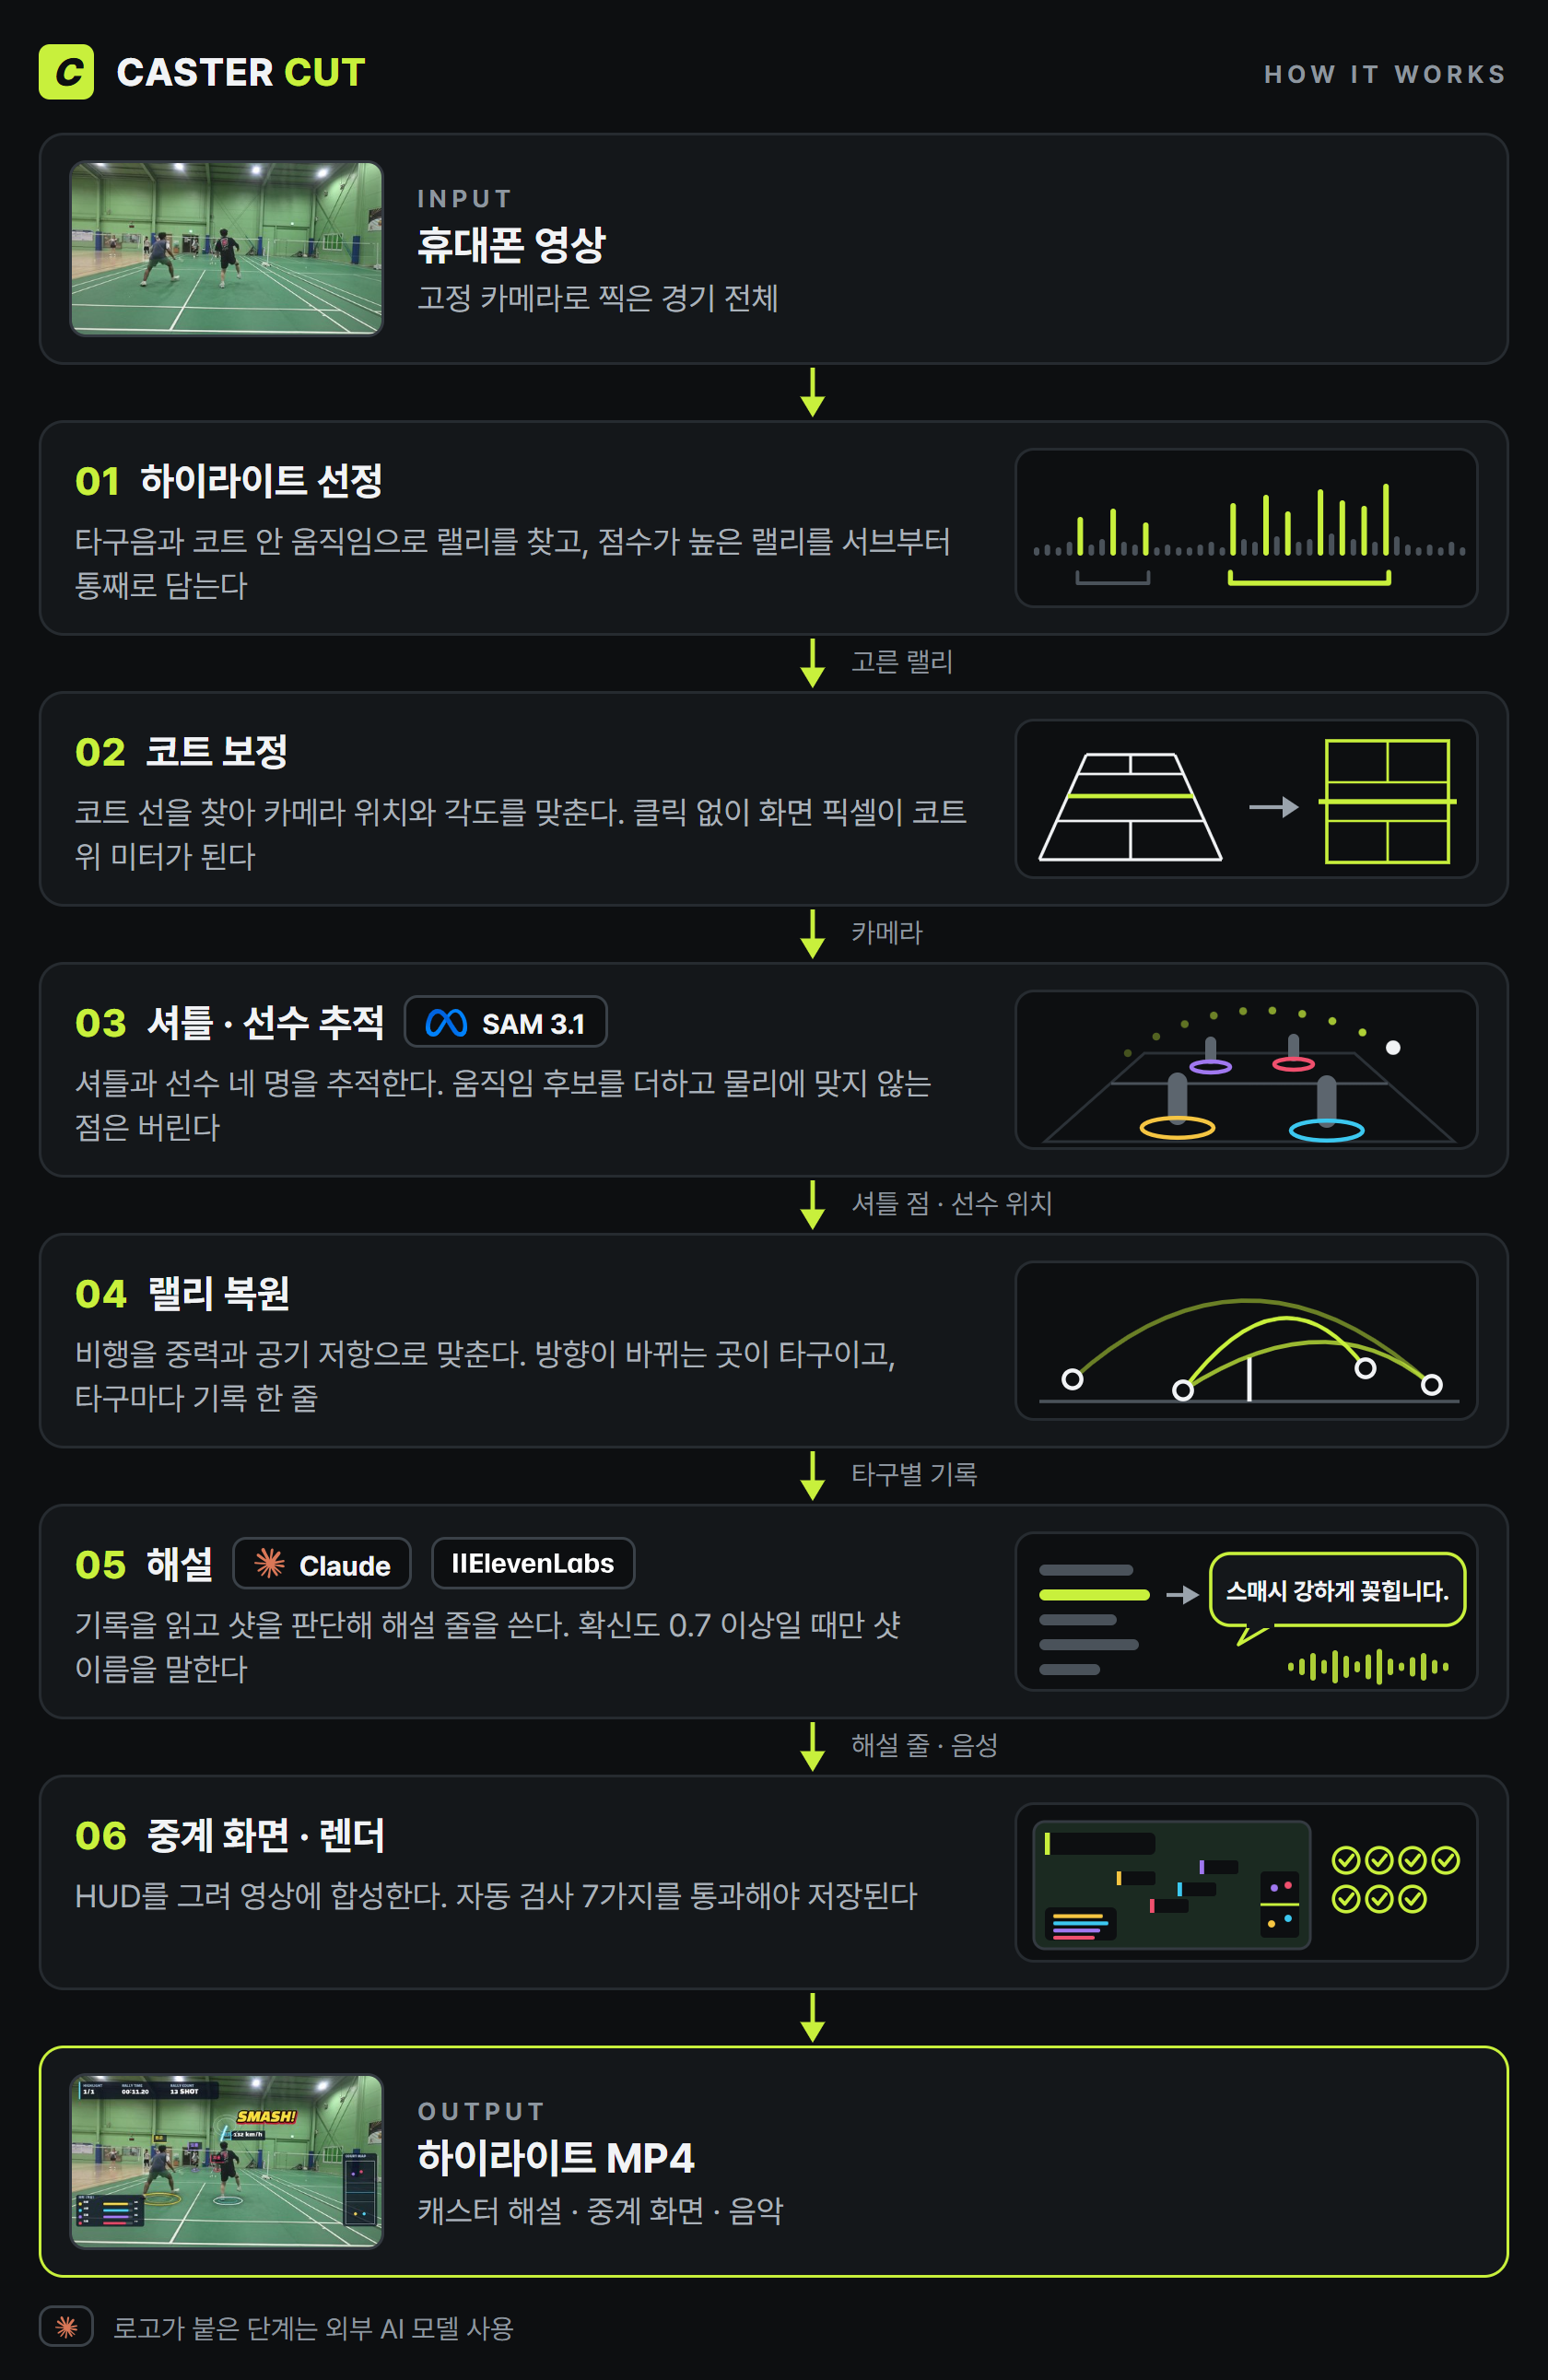 C CASTER CUT
HOW IT WORKS
INPUT
휴대폰 영상
고정 카메라로 찍은 경기 전체
01 하이라이트 선정
타구음과 코트 안 움직임으로 랠리를 찾고, 점수가 높은 랠리를 서브부터
통째로 담는다
고른 랠리
02 코트 보정
코트 선을 찾아 카메라 위치와 각도를 맞춘다. 클릭 없이 화면 픽셀이 코트
위 미터가 된다
카메라
03 셔틀 · 선수 추적 SAM 3.1
셔틀과 선수 네 명을 추적한다. 움직임 후보를 더하고 물리에 맞지 않는
점은 버린다
셔틀 점 · 선수 위치
04 랠리 복원
비행을 중력과 공기 저항으로 맞춘다. 방향이 바뀌는 곳이 타구이고,
타구마다 기록 한 줄
타구별 기록
05 해설 Claude IIElevenLabs
기록을 읽고 샷을 판단해 해설 줄을 쓴다. 확신도 0.7 이상일 때만 샷
이름을 말한다
스매시 강하게 꽂힙니다.
해설 줄 · 음성
06 중계 화면 · 렌더
HUD를 그려 영상에 합성한다. 자동 검사 7가지를 통과해야 저장된다
1/1 00:11.20 13 SHOT
SMASH!
132 km/h
OUTPUT
하이라이트 MP4
캐스터 해설 · 중계 화면 · 음악
로고가 붙은 단계는 외부 AI 모델 사용